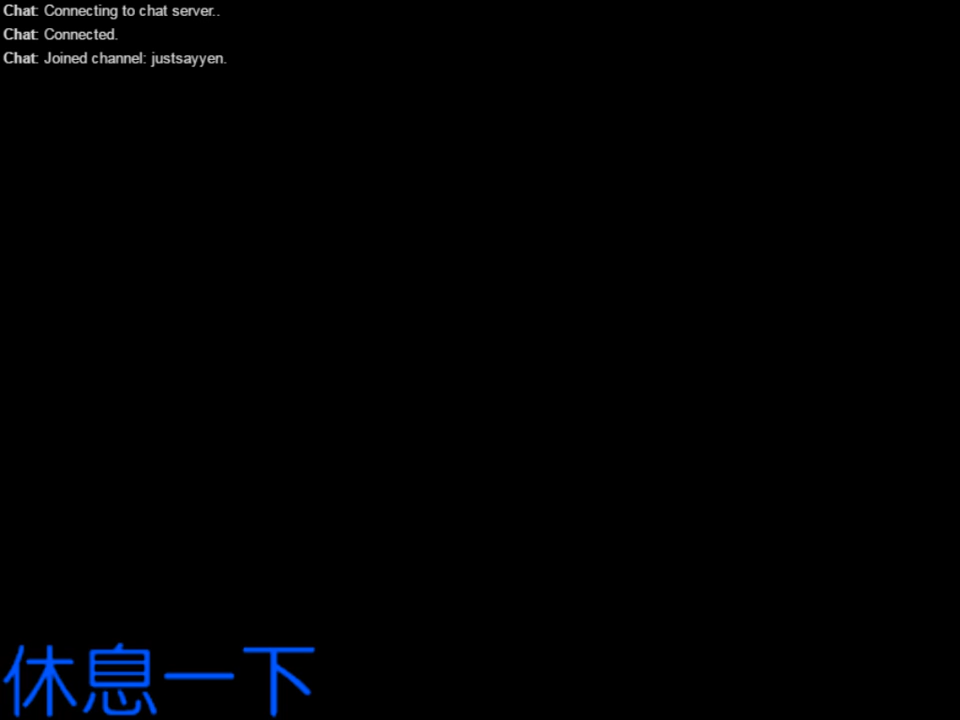 Chat: Connecting to chat server..
Chat: Connected.
Chat: Joined channel: justsayyen.
休息一下